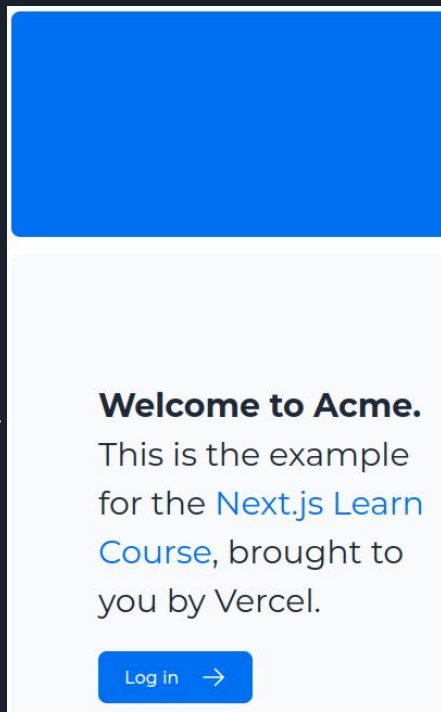 Welcome to Acme.
This is the example
for the Next.js Learn
Course, brought to
you by Vercel.
Log in →